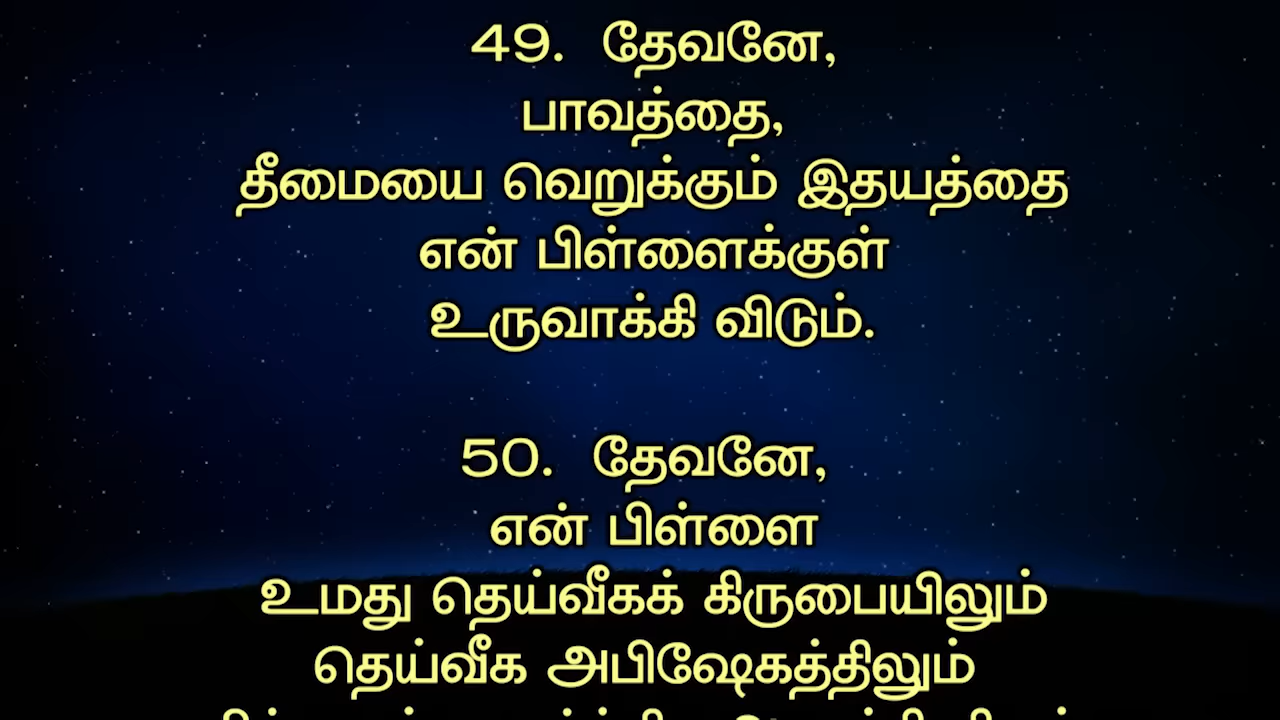 49. தேவனே,
பாவத்தை,
தீமையை வெறுக்கும் இதயத்தை
என் பிள்ளைக்குள்
உருவாக்கி விடும்.
50. தேவனே,
என் பிள்ளை
உமது தெய்வீகக் கிருபையிலும்
தெய்வீக அபிஷேகத்திலும்